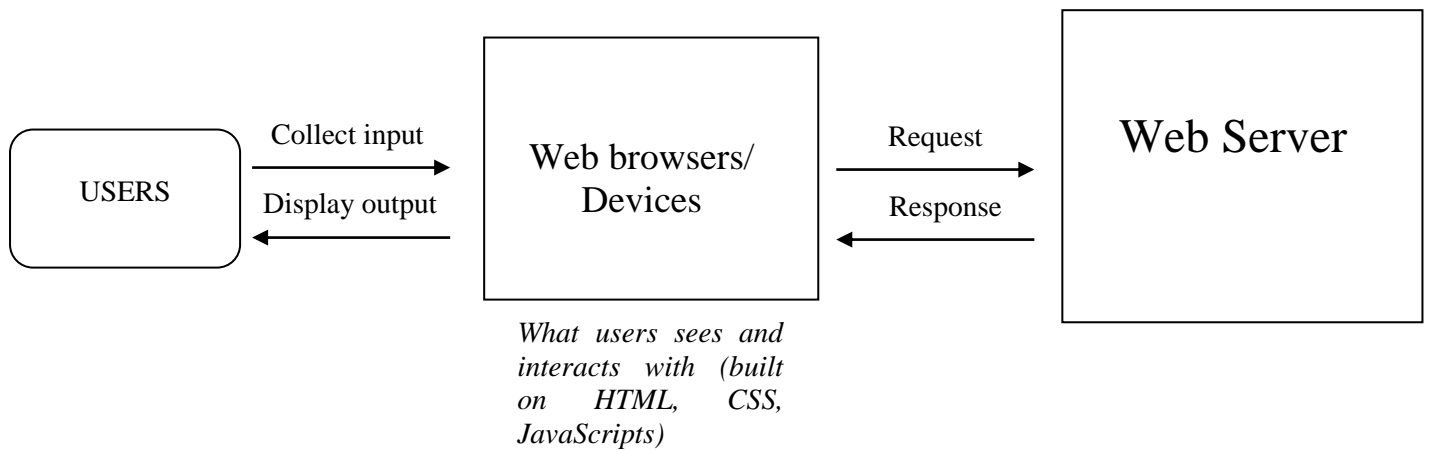 USERS
Collect input
Display output
Web browsers/
Devices
What users sees and
interacts with (built
on HTML, CSS,
JavaScripts)
Request
Response
Web Server